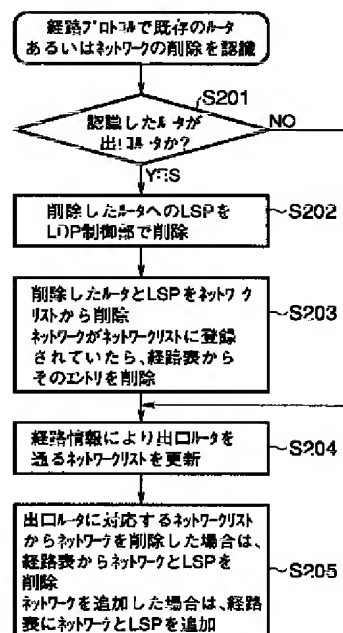 経路プロトコルで既存のルータ
あるいはネットワークの削除を認識
S201
認識したルータが
出口ルータか?
NO
YES
削除したルータへのLSPを
LDP制御部で削除
S202
削除したルータとLSPをネットワーク
リストから削除
ネットワークがネットワークリストに登録
されていたら、経路表から
そのエントリを削除
S203
経路情報により出口ルータを
通るネットワークリストを更新
S204
出口ルータに対応するネットワークリスト
からネットワークを削除した場合は、
経路表からネットワークとLSPを
削除
ネットワークを追加した場合は、経路
表にネットワークとLSPを追加
S205